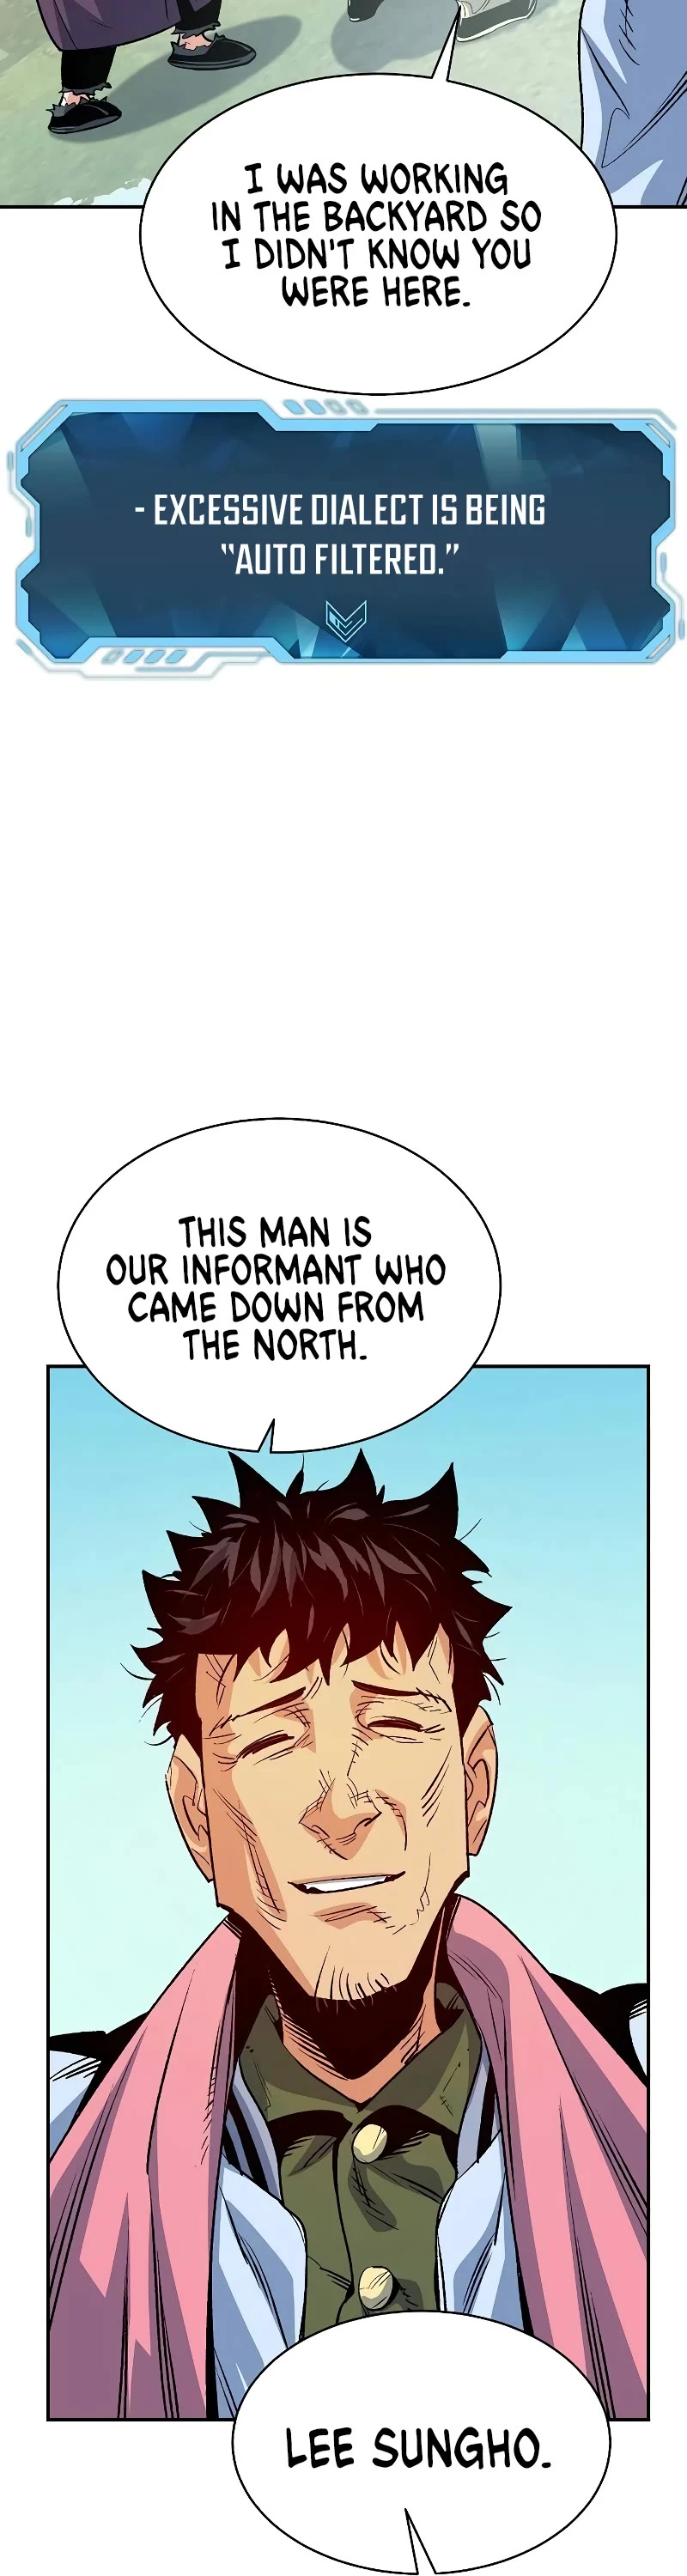 I WAS WORKING
IN THE BACKYARD SO
I DIDN'T KNOW YOU
WERE HERE.
- EXCESSIVE DIALECT IS BEING
"AUTO FILTERED."
THIS MAN IS
OUR INFORMANT WHO
CAME DOWN FROM
THE NORTH.
LEE SUNGHO.